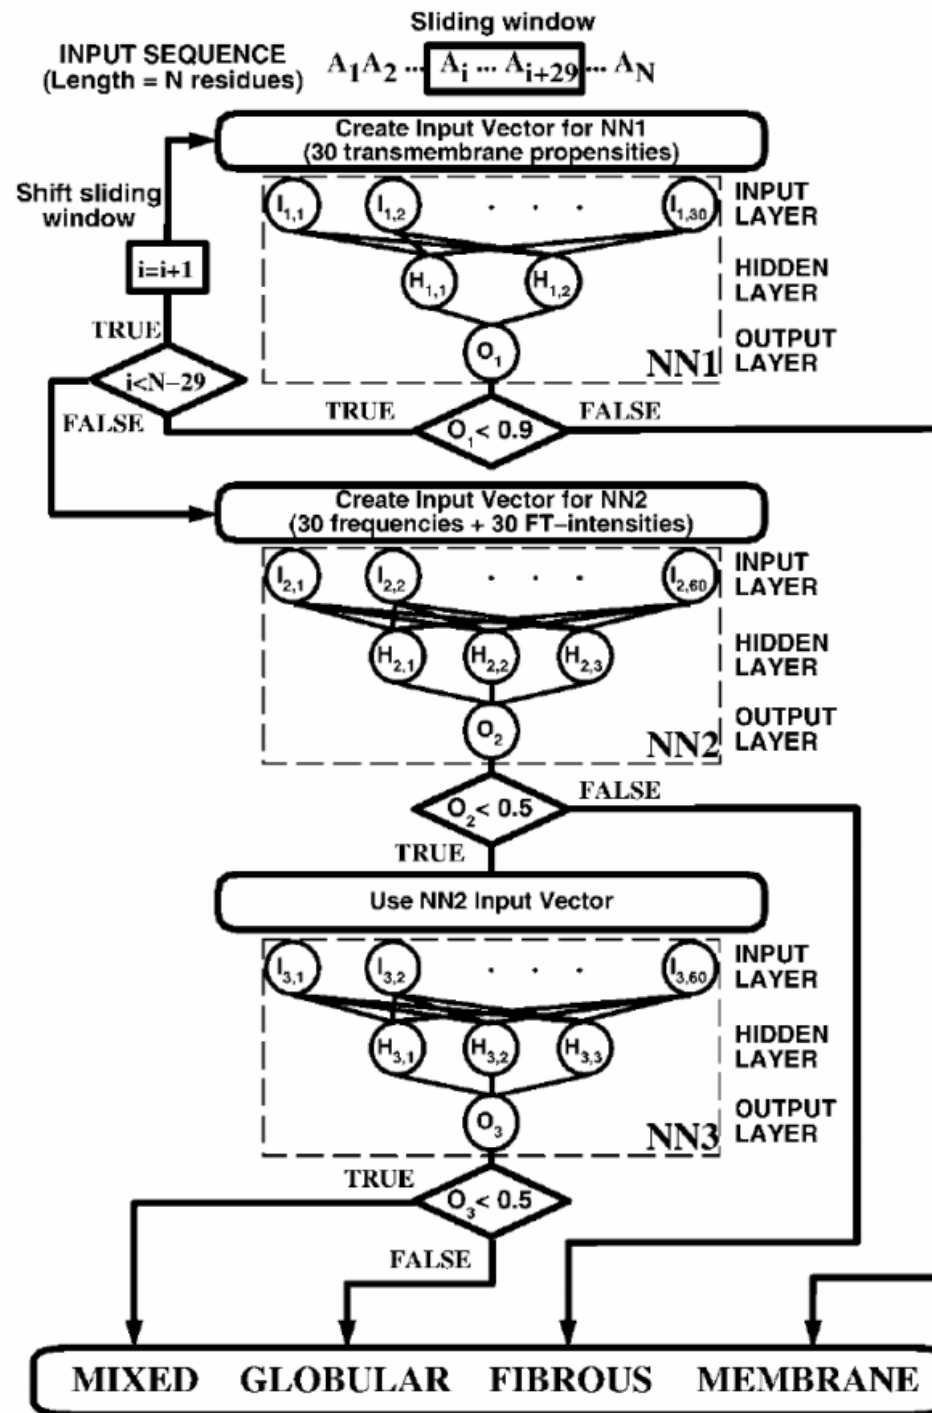 Sliding window
INPUT SEQUENCE
(Length = N residues)
A1A2 ... Ai ... Ai+29 ... AN
Create Input Vector for NN1
(30 transmembrane propensities)
Shift sliding
window
I1,1 I1,2 . . . I1,30
INPUT
LAYER
i=i+1
H1,1 H1,2
HIDDEN
LAYER
TRUE
O1
OUTPUT
LAYER
NN1
i<N−29
FALSE
TRUE
O1< 0.9
FALSE
Create Input Vector for NN2
(30 frequencies + 30 FT−intensities)
I2,1 I2,2 . . . I2,60
INPUT
LAYER
H2,1 H2,2 H2,3
HIDDEN
LAYER
O2
OUTPUT
LAYER
NN2
O2< 0.5
FALSE
TRUE
Use NN2 Input Vector
I3,1 I3,2 . . . I3,60
INPUT
LAYER
H3,1 H3,2 H3,3
HIDDEN
LAYER
O3
OUTPUT
LAYER
NN3
TRUE
O3< 0.5
FALSE
MIXED GLOBULAR FIBROUS MEMBRANE